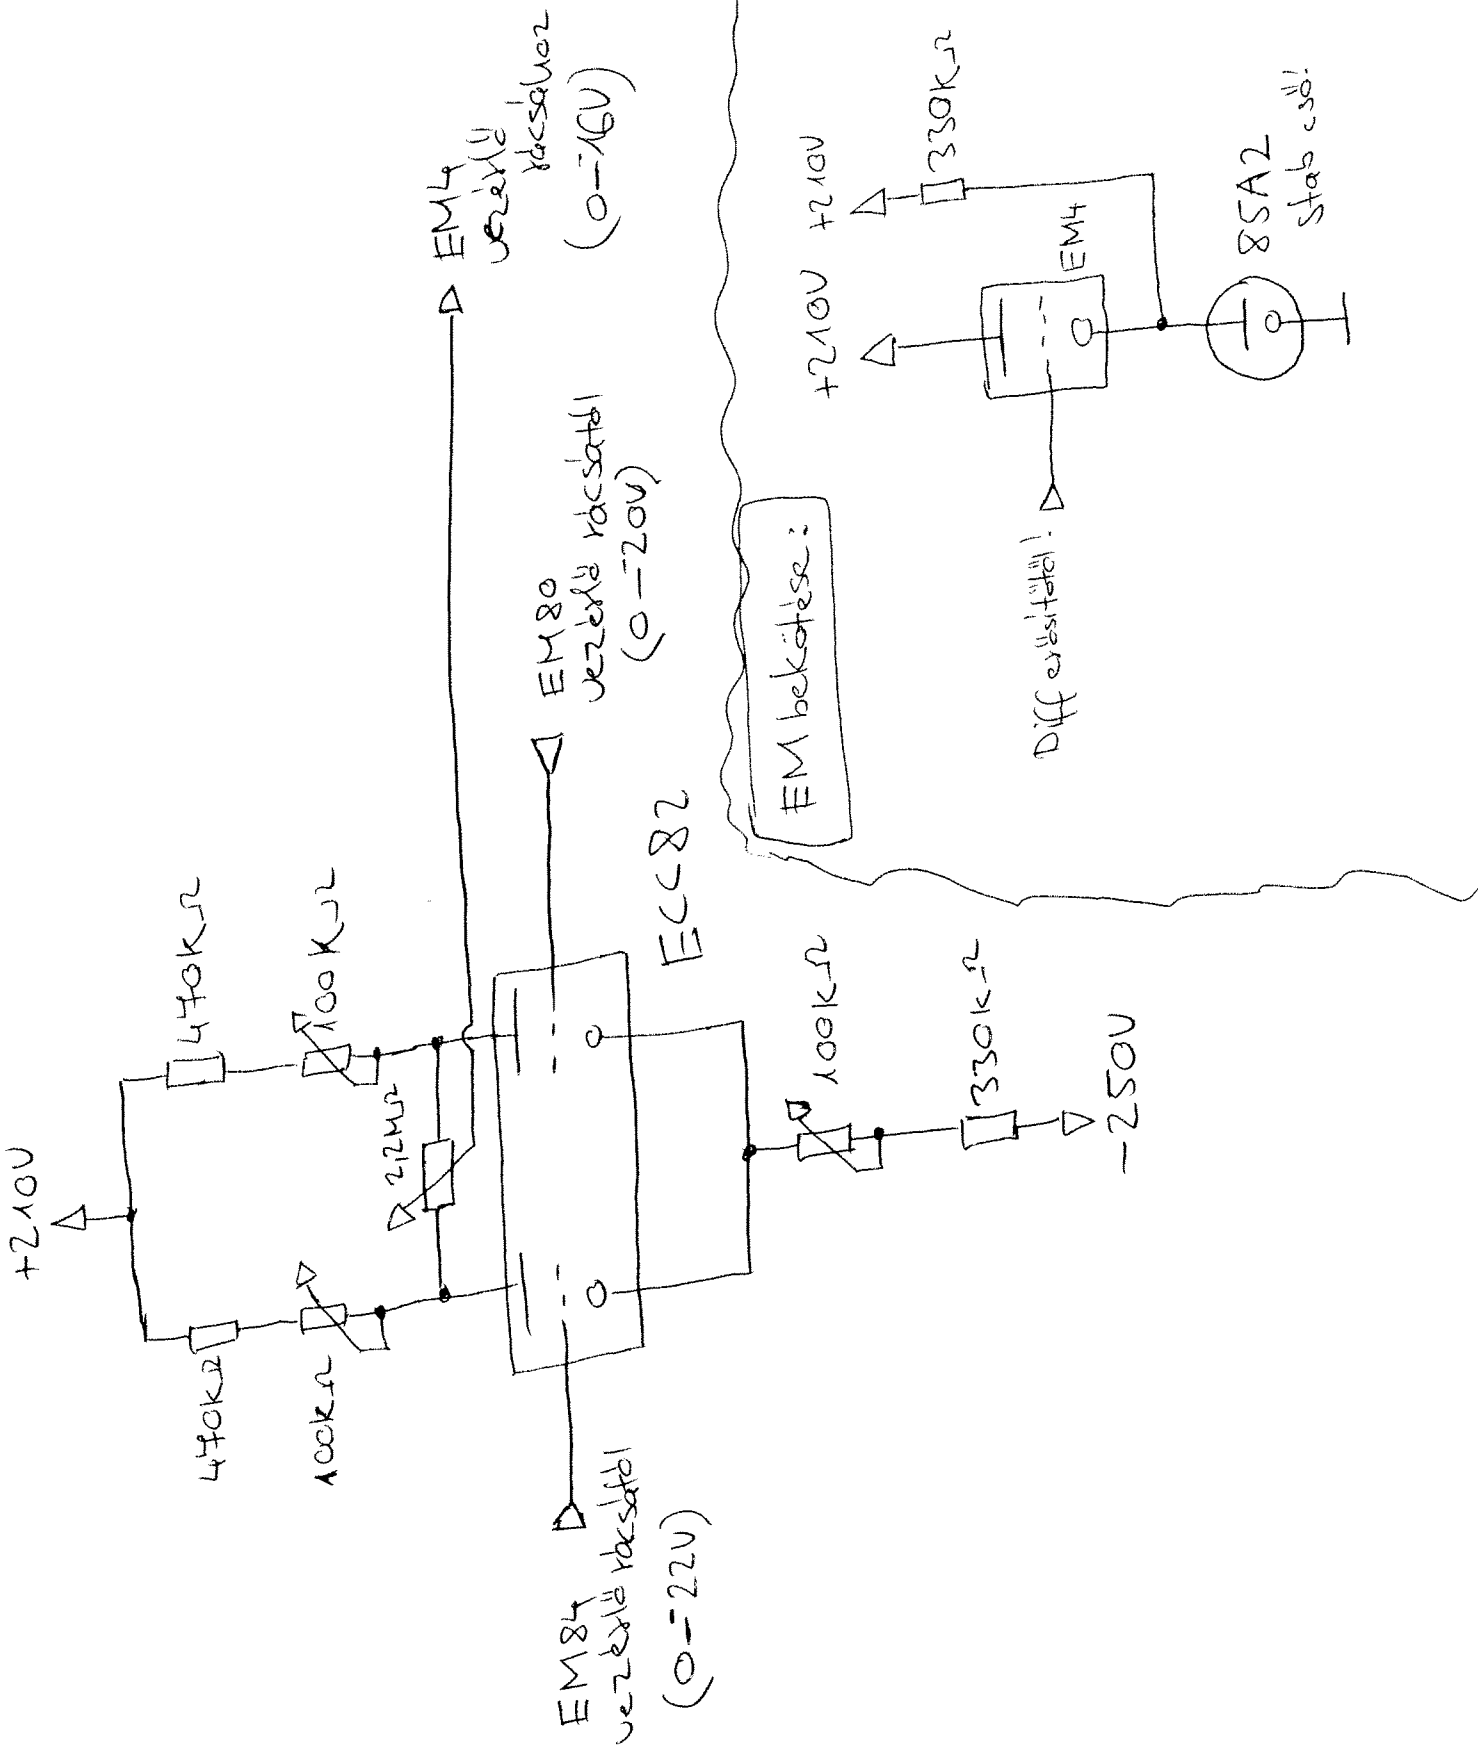 +210V
470KΩ
470KΩ
100KΩ
100KΩ
2,2MΩ
EM4
vezérlő
rácsához
(0-⁻16V)
EM84
vezérlő rácsától
(0-⁻22V)
EM80
vezérlő rácsától
(0-⁻20V)
ECC82
100KΩ
330KΩ
-250V
EM bekötése:
+210V
+210V
330KΩ
EM4
Diff erősítőtől!
85A2
Stab cső!